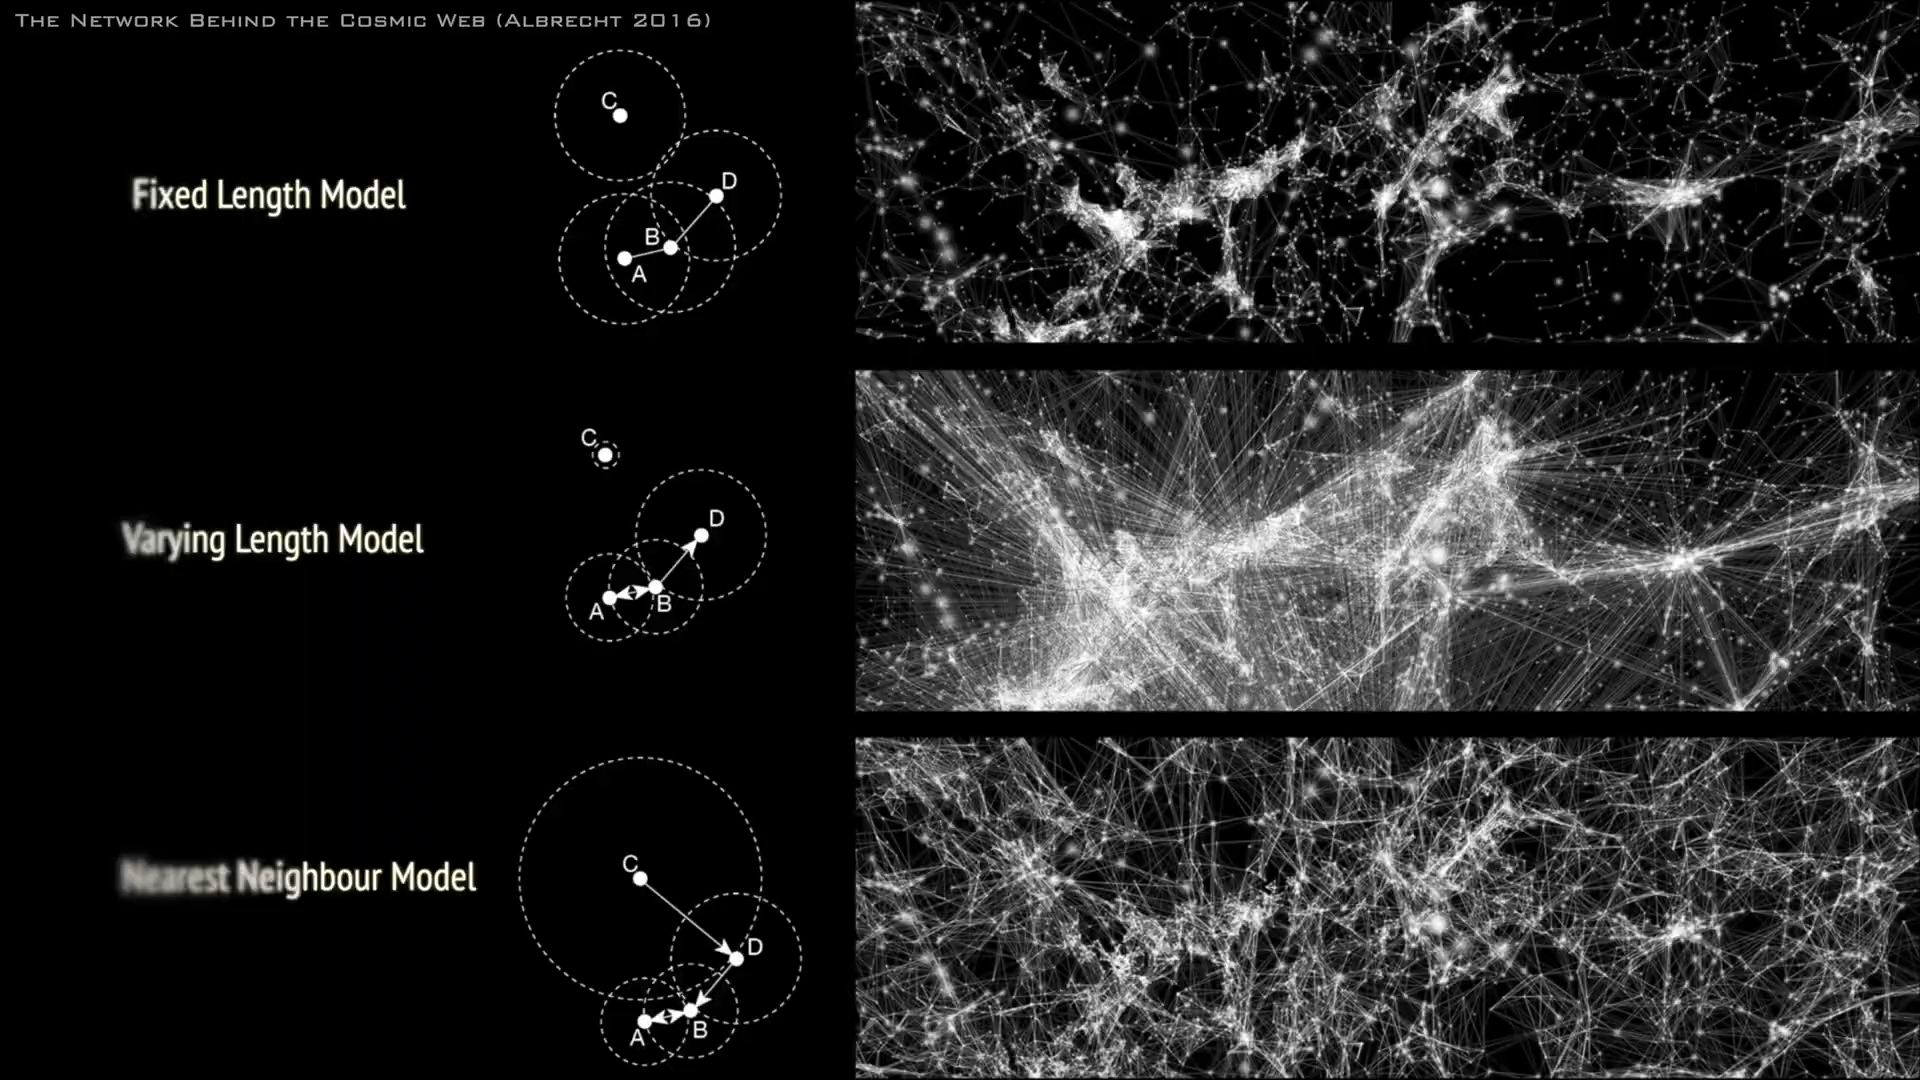 The Network Behind the Cosmic Web (Albrecht 2016)
Fixed Length Model
C
D
B
A
Varying Length Model
C
D
A
B
Nearest Neighbour Model
C
D
A
B